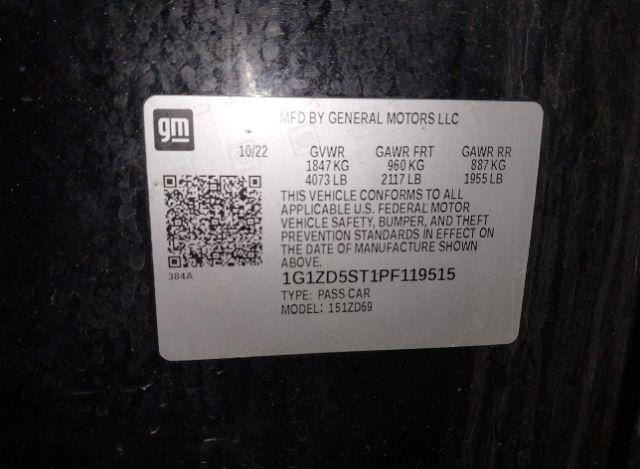 gm
MFD BY GENERAL MOTORS LLC
10/22 GVWR GAWR FRT GAWR RR
1847 KG 960 KG 887 KG
4073 LB 2117 LB 1955 LB
THIS VEHICLE CONFORMS TO ALL
APPLICABLE U.S. FEDERAL MOTOR
VEHICLE SAFETY, BUMPER, AND THEFT
PREVENTION STANDARDS IN EFFECT ON
THE DATE OF MANUFACTURE SHOWN
ABOVE.
384A
1G1ZD5ST1PF119515
TYPE: PASS CAR
MODEL: 151ZD69